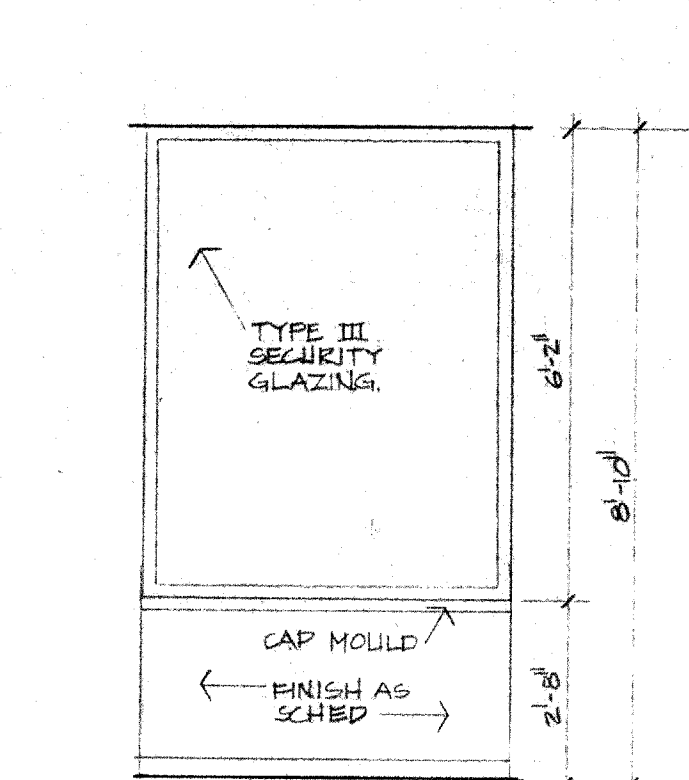 TYPE III
SECURITY
GLAZING.
6'-2"
8'-10"
CAP MOULD
FINISH AS
SCHED
2'-8"